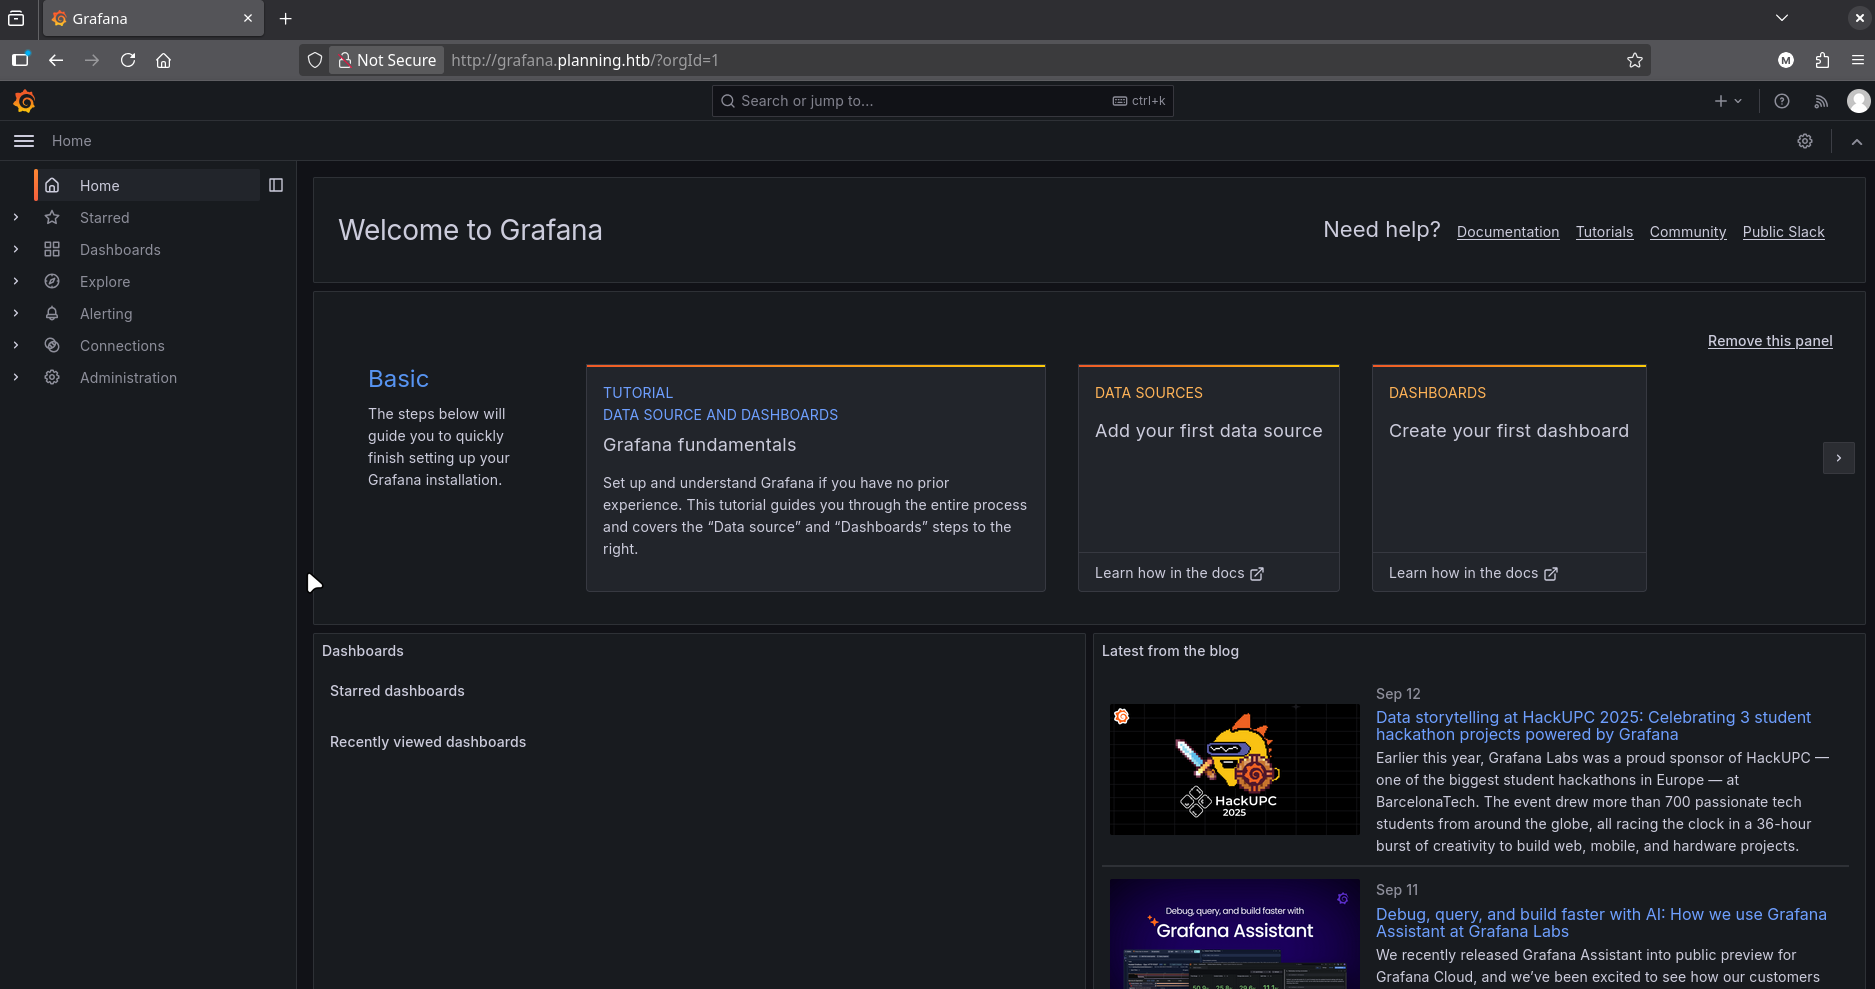 Grafana
Not Secure
http://grafana.planning.htb/?orgId=1
M
Search or jump to...
ctrl+k
Home
Home
Starred
Dashboards
Explore
Alerting
Connections
Administration
Welcome to Grafana
Need help?
Documentation
Tutorials
Community
Public Slack
Remove this panel
Basic
The steps below will
guide you to quickly
finish setting up your
Grafana installation.
TUTORIAL
DATA SOURCE AND DASHBOARDS
Grafana fundamentals
Set up and understand Grafana if you have no prior
experience. This tutorial guides you through the entire process
and covers the “Data source” and “Dashboards” steps to the
right.
DATA SOURCES
Add your first data source
Learn how in the docs
DASHBOARDS
Create your first dashboard
Learn how in the docs
Dashboards
Starred dashboards
Recently viewed dashboards
Latest from the blog
HackUPC
2025
Sep 12
Data storytelling at HackUPC 2025: Celebrating 3 student
hackathon projects powered by Grafana
Earlier this year, Grafana Labs was a proud sponsor of HackUPC —
one of the biggest student hackathons in Europe — at
BarcelonaTech. The event drew more than 700 passionate tech
students from around the globe, all racing the clock in a 36-hour
burst of creativity to build web, mobile, and hardware projects.
Debug, query, and build faster with
Grafana Assistant
Sep 11
Debug, query, and build faster with AI: How we use Grafana
Assistant at Grafana Labs
We recently released Grafana Assistant into public preview for
Grafana Cloud, and we’ve been excited to see how our customers